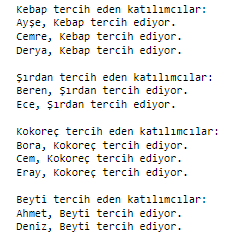 Kebap tercih eden katılımcılar:
Ayşe, Kebap tercih ediyor.
Cemre, Kebap tercih ediyor.
Derya, Kebap tercih ediyor.

Şırdan tercih eden katılımcılar:
Beren, Şırdan tercih ediyor.
Ece, Şırdan tercih ediyor.

Kokoreç tercih eden katılımcılar:
Bora, Kokoreç tercih ediyor.
Cem, Kokoreç tercih ediyor.
Eray, Kokoreç tercih ediyor.

Beyti tercih eden katılımcılar:
Ahmet, Beyti tercih ediyor.
Deniz, Beyti tercih ediyor.